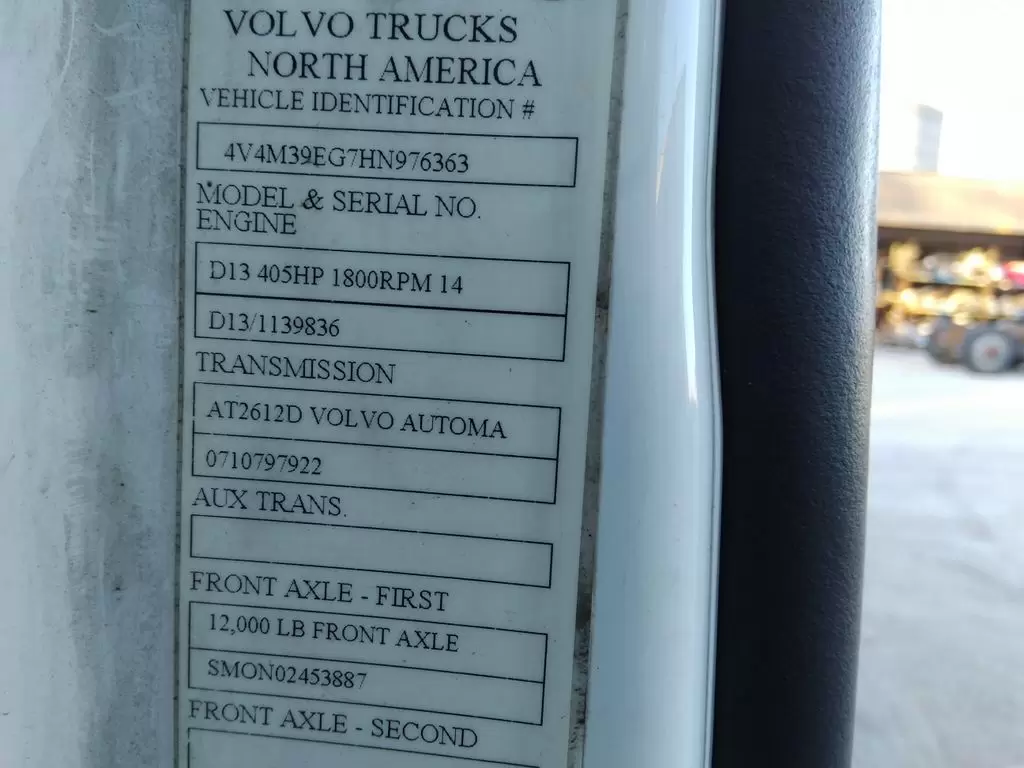 VOLVO TRUCKS
NORTH AMERICA
VEHICLE IDENTIFICATION #
4V4M39EG7HN976363
MODEL & SERIAL NO.
ENGINE
D13 405HP 1800RPM 14
D13/1139836
TRANSMISSION
AT2612D VOLVO AUTOMA
0710797922
AUX TRANS.
FRONT AXLE - FIRST
12,000 LB FRONT AXLE
SMON02453887
FRONT AXLE - SECOND